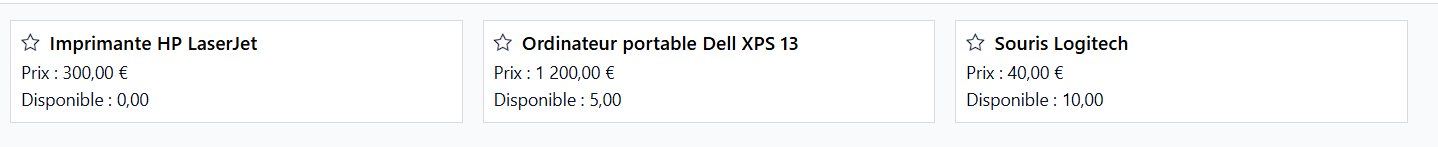 Imprimante HP LaserJet
Prix : 300,00 €
Disponible : 0,00
Ordinateur portable Dell XPS 13
Prix : 1 200,00 €
Disponible : 5,00
Souris Logitech
Prix : 40,00 €
Disponible : 10,00